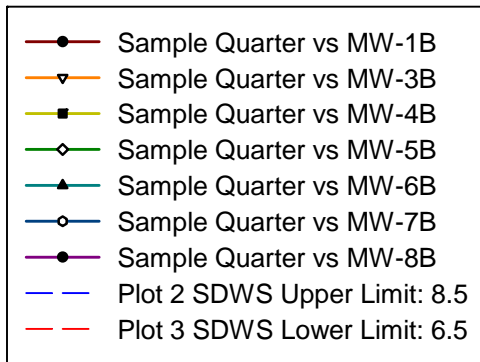 Sample Quarter vs MW-1B
Sample Quarter vs MW-3B
Sample Quarter vs MW-4B
Sample Quarter vs MW-5B
Sample Quarter vs MW-6B
Sample Quarter vs MW-7B
Sample Quarter vs MW-8B
Plot 2 SDWS Upper Limit: 8.5
Plot 3 SDWS Lower Limit: 6.5